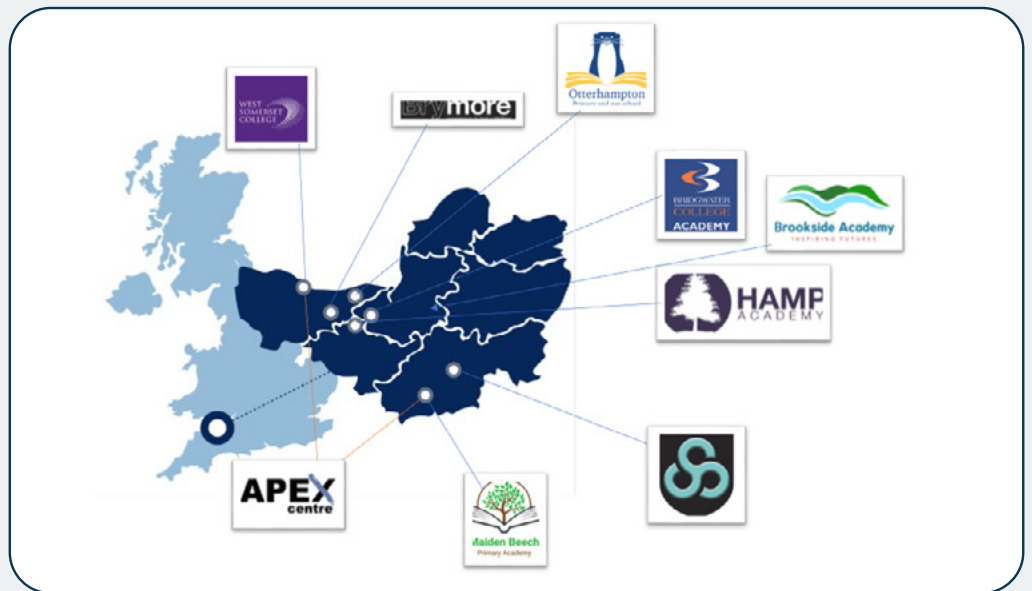 WEST
SOMERSET
COLLEGE
Brymore
Otterhampton
Primary and pre-school
BRIDGWATER
COLLEGE
ACADEMY
Brookside Academy
INSPIRING FUTURES
HAMP
ACADEMY
APEX
centre
Maiden Beech
Primary Academy